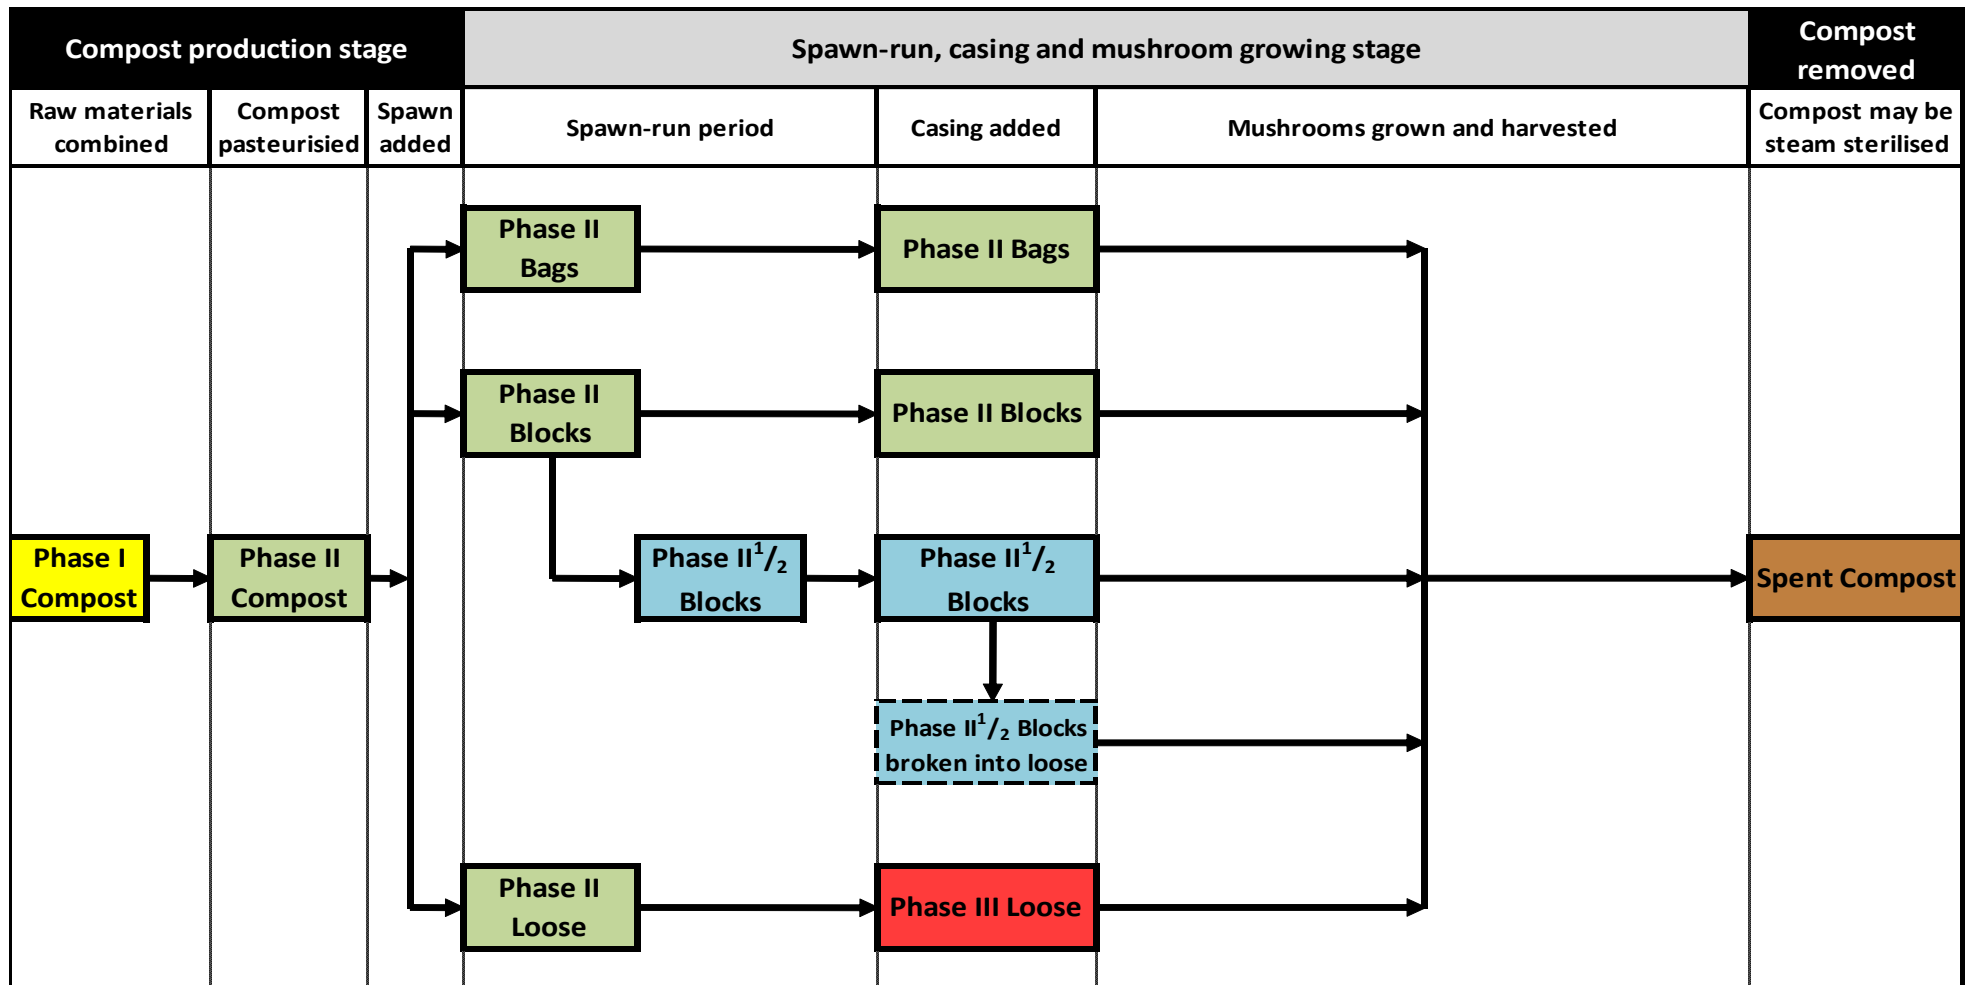 Compost production stage
Spawn-run, casing and mushroom growing stage
Compost
removed
Raw materials
combined
Compost
pasteurisied
Spawn
added
Spawn-run period
Casing added
Mushrooms grown and harvested
Compost may be
steam sterilised
Phase II
Bags
Phase II Bags
Phase II
Blocks
Phase II Blocks
Phase I
Compost
Phase II
Compost
Phase II¹/₂
Blocks
Phase II¹/₂
Blocks
Spent Compost
Phase II¹/₂ Blocks
broken into loose
Phase II
Loose
Phase III Loose